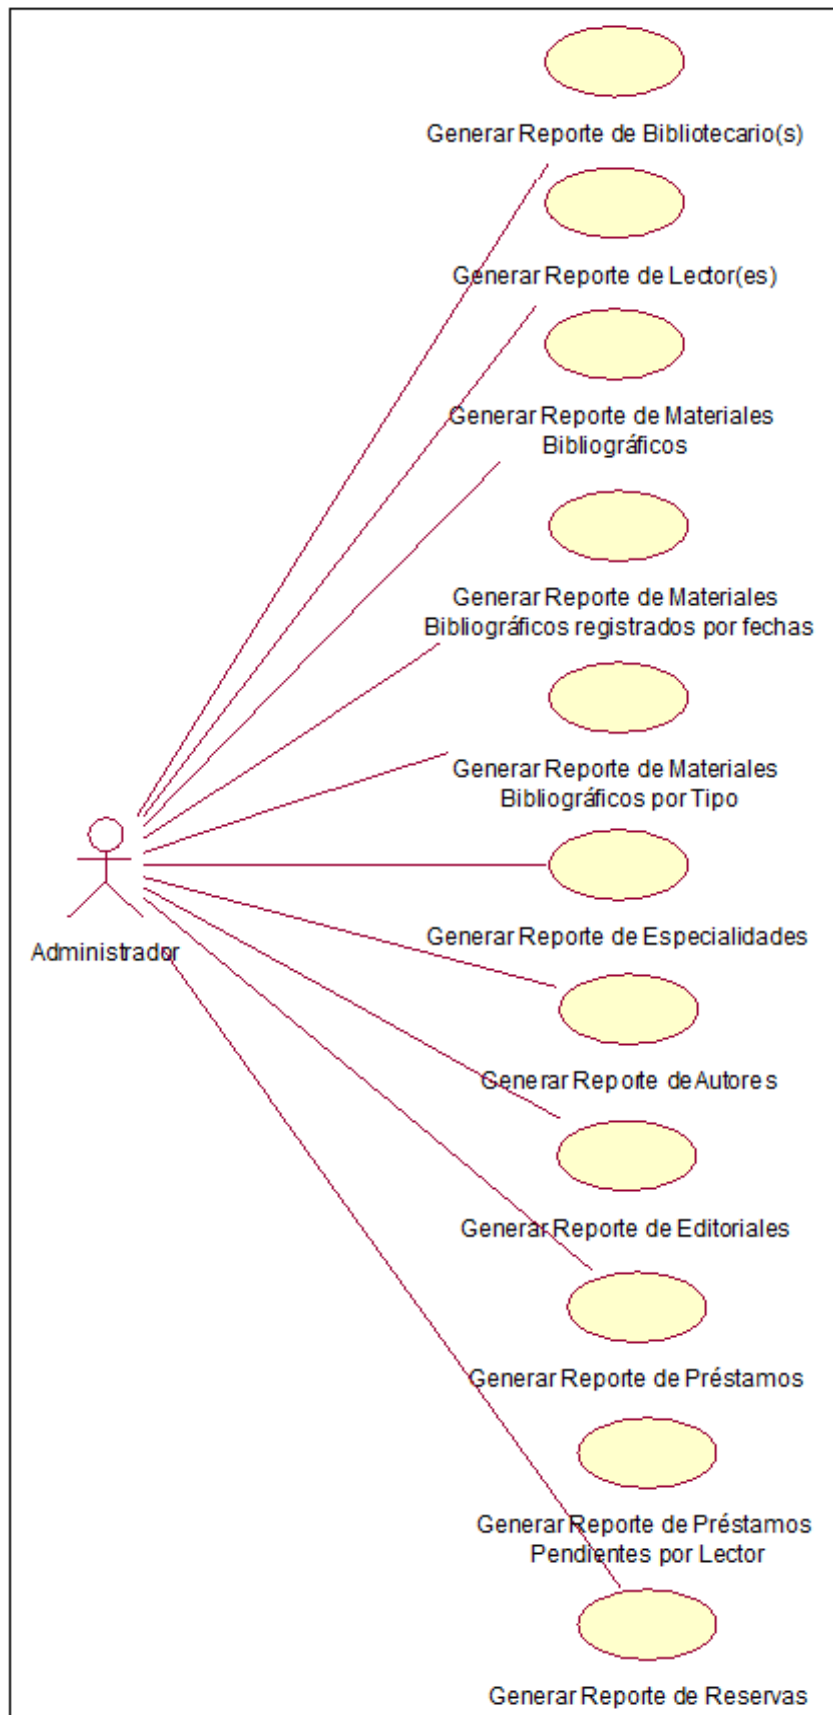 Generar Reporte de Bibliotecario(s)
Generar Reporte de Lector(es)
Generar Reporte de Materiales
Bibliográficos
Generar Reporte de Materiales
Bibliográficos registrados por fechas
Generar Reporte de Materiales
Bibliográficos por Tipo
Administrador
Generar Reporte de Especialidades
Generar Reporte de Autores
Generar Reporte de Editoriales
Generar Reporte de Préstamos
Generar Reporte de Préstamos
Pendientes por Lector
Generar Reporte de Reservas